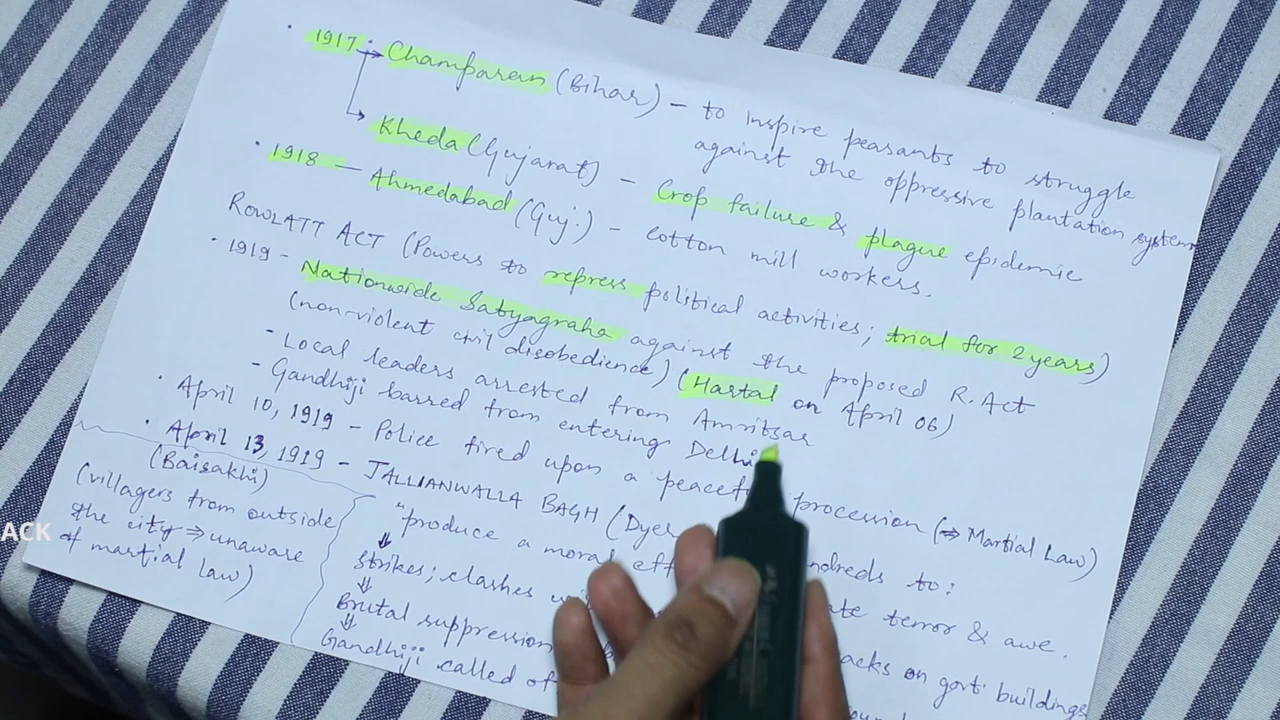 · 1917 → Champaran (Bihar) - to inspire peasants to struggle
against the oppressive plantation system
→ Kheda (Gujarat) - Crop failure & plague epidemic
· 1918 — Ahmedabad (Guj.) - cotton mill workers.
ROWLATT ACT (Powers to repress political activities; trial for 2 years)
· 1919 - Nationwide Satyagraha against the proposed R. Act
(non-violent civil disobedience) (Hartal on April 06)
- Local leaders arrested from Amritsar
- Gandhiji barred from entering Delhi
· April 10, 1919 - Police fired upon a procession (⇒ Martial Law)
· April 13, 1919 - JALLIANWALLA BAGH (Dyer hundreds to:
(Baisakhi)
"produce a moral terror & awe.
(villagers from outside
the city ⇒ unaware
of martial law)
⇓
Strikes; clashes on govt. buildings
⇓
Brutal suppression
⇓
Gandhiji called
ACK